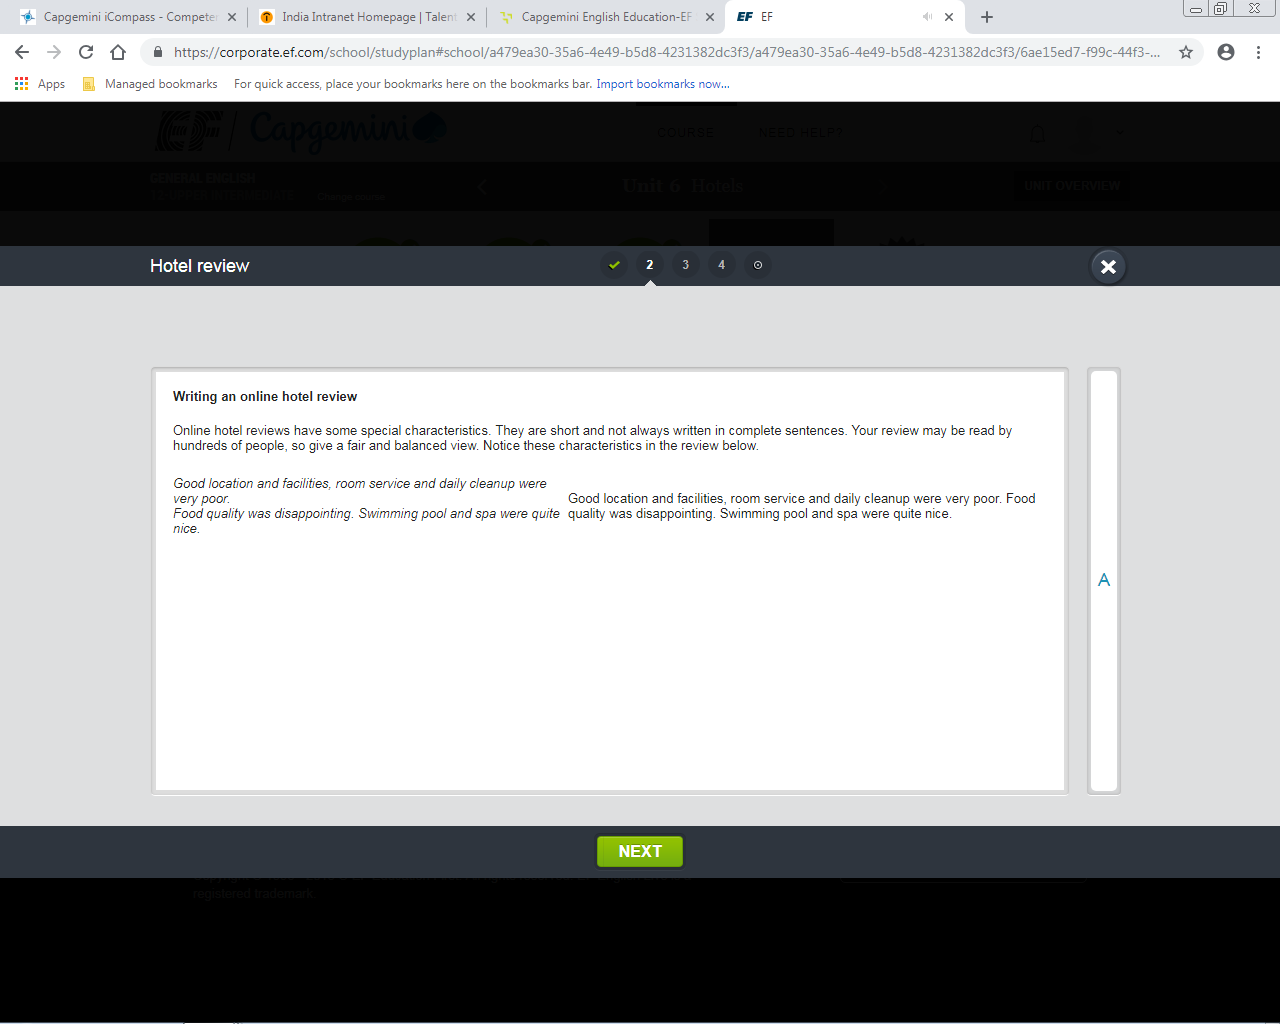 Capgemini iCompass - Compete
India Intranet Homepage | Talent
Capgemini English Education-EF
EF EF
https://corporate.ef.com/school/studyplan#school/a479ea30-35a6-4e49-b5d8-4231382dc3f3/a479ea30-35a6-4e49-b5d8-4231382dc3f3/6ae15ed7-f99c-44f3-...
Apps Managed bookmarks For quick access, place your bookmarks here on the bookmarks bar. Import bookmarks now...
EF Capgemini COURSE NEED HELP?
GENERAL ENGLISH
Change course
Unit 6 Hotels
UNIT OVERVIEW
Hotel review 2 3 4
Writing an online hotel review
Online hotel reviews have some special characteristics. They are short and not always written in complete sentences. Your review may be read by
hundreds of people, so give a fair and balanced view. Notice these characteristics in the review below.
Good location and facilities, room service and daily cleanup were
very poor.
Food quality was disappointing. Swimming pool and spa were quite
nice.
Good location and facilities, room service and daily cleanup were very poor. Food
quality was disappointing. Swimming pool and spa were quite nice.
A
NEXT
registered trademark